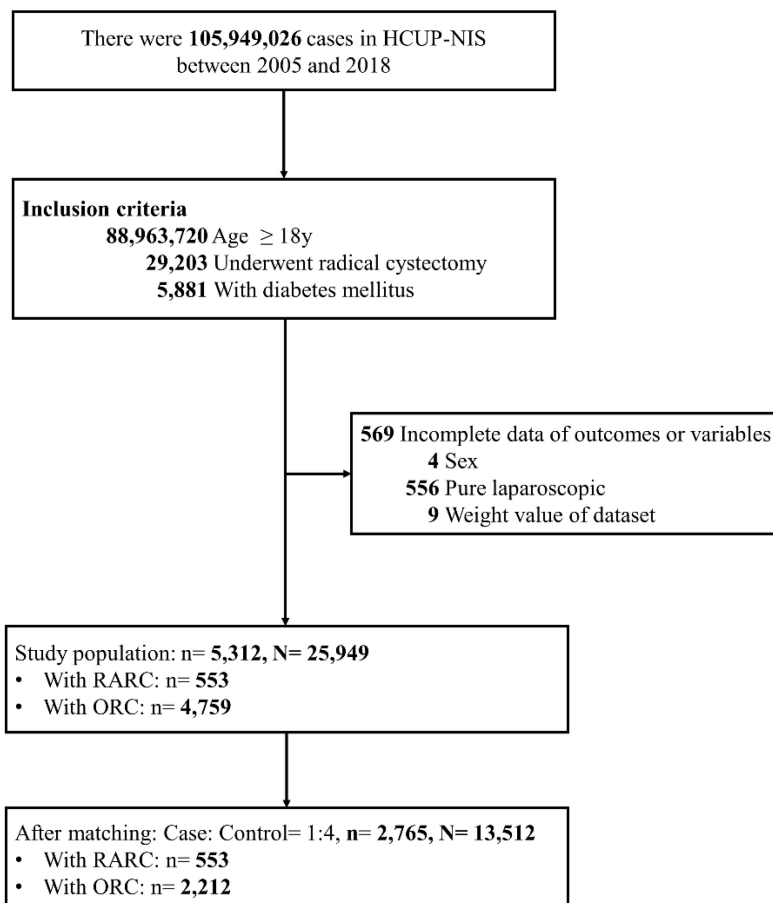 There were 105,949,026 cases in HCUP-NIS
between 2005 and 2018
Inclusion criteria
88,963,720 Age ≥ 18y
29,203 Underwent radical cystectomy
5,881 With diabetes mellitus
569 Incomplete data of outcomes or variables
4 Sex
556 Pure laparoscopic
9 Weight value of dataset
Study population: n= 5,312, N= 25,949
• With RARC: n= 553
• With ORC: n= 4,759
After matching: Case: Control= 1:4, n= 2,765, N= 13,512
• With RARC: n= 553
• With ORC: n= 2,212